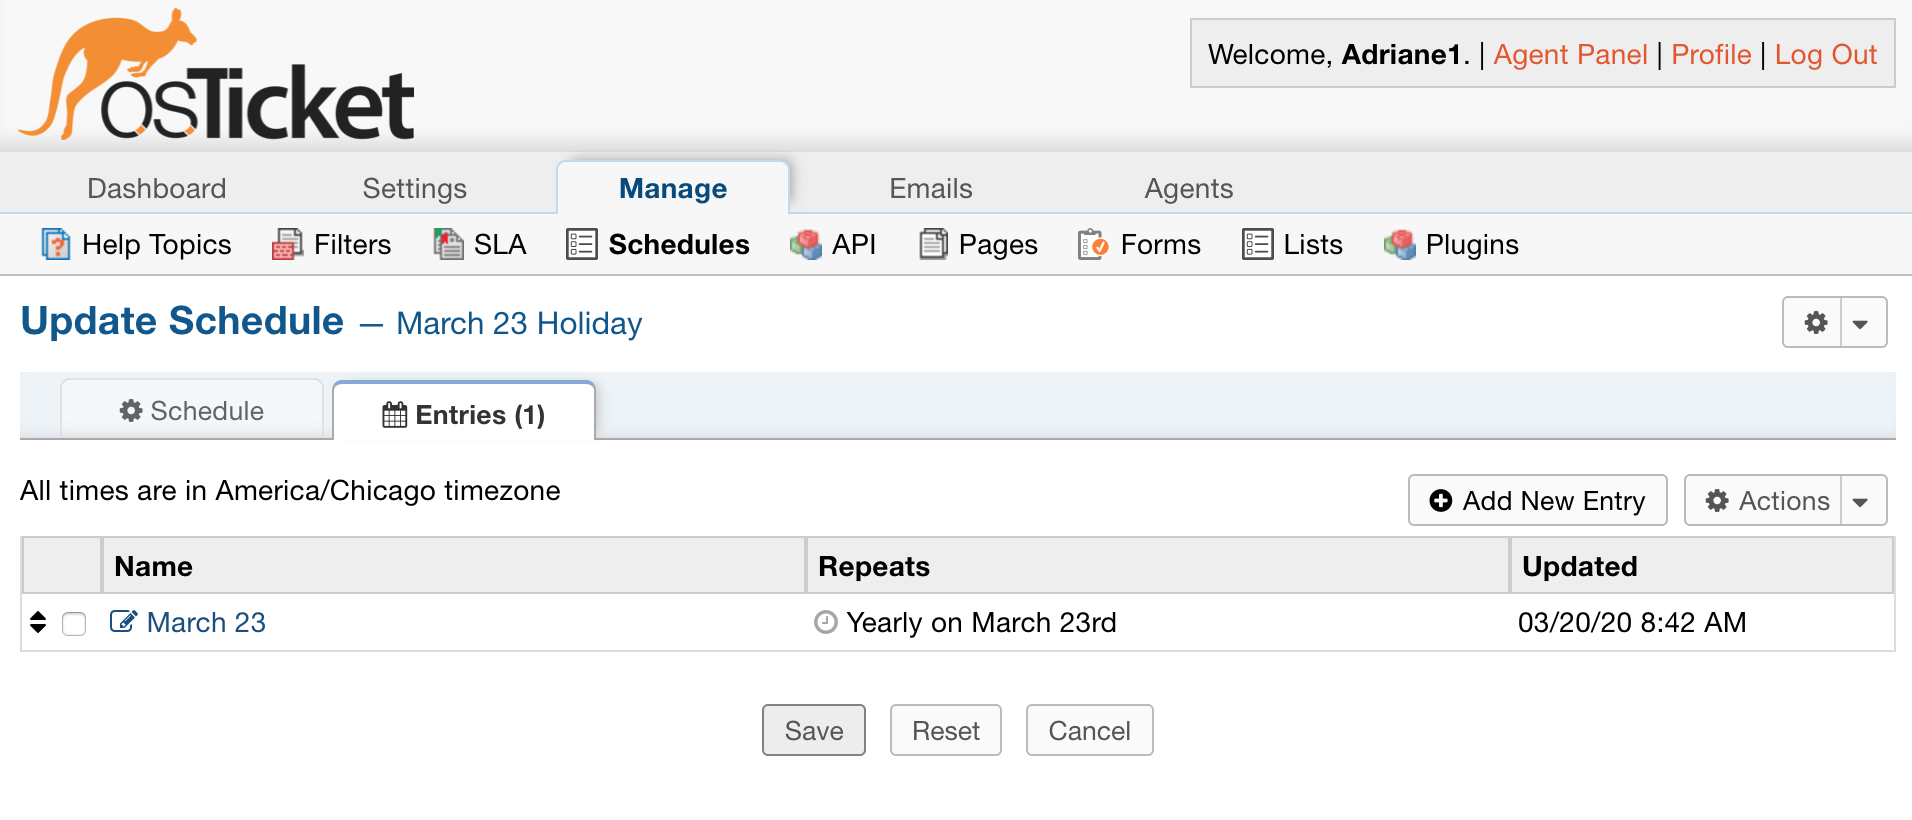 osTicket
Welcome, Adriane1. | Agent Panel | Profile | Log Out
Dashboard Settings Manage Emails Agents
Help Topics Filters SLA Schedules API Pages Forms Lists Plugins
Update Schedule — March 23 Holiday
Schedule Entries (1)
All times are in America/Chicago timezone
Add New Entry Actions
Name Repeats Updated
March 23 Yearly on March 23rd 03/20/20 8:42 AM
Save Reset Cancel